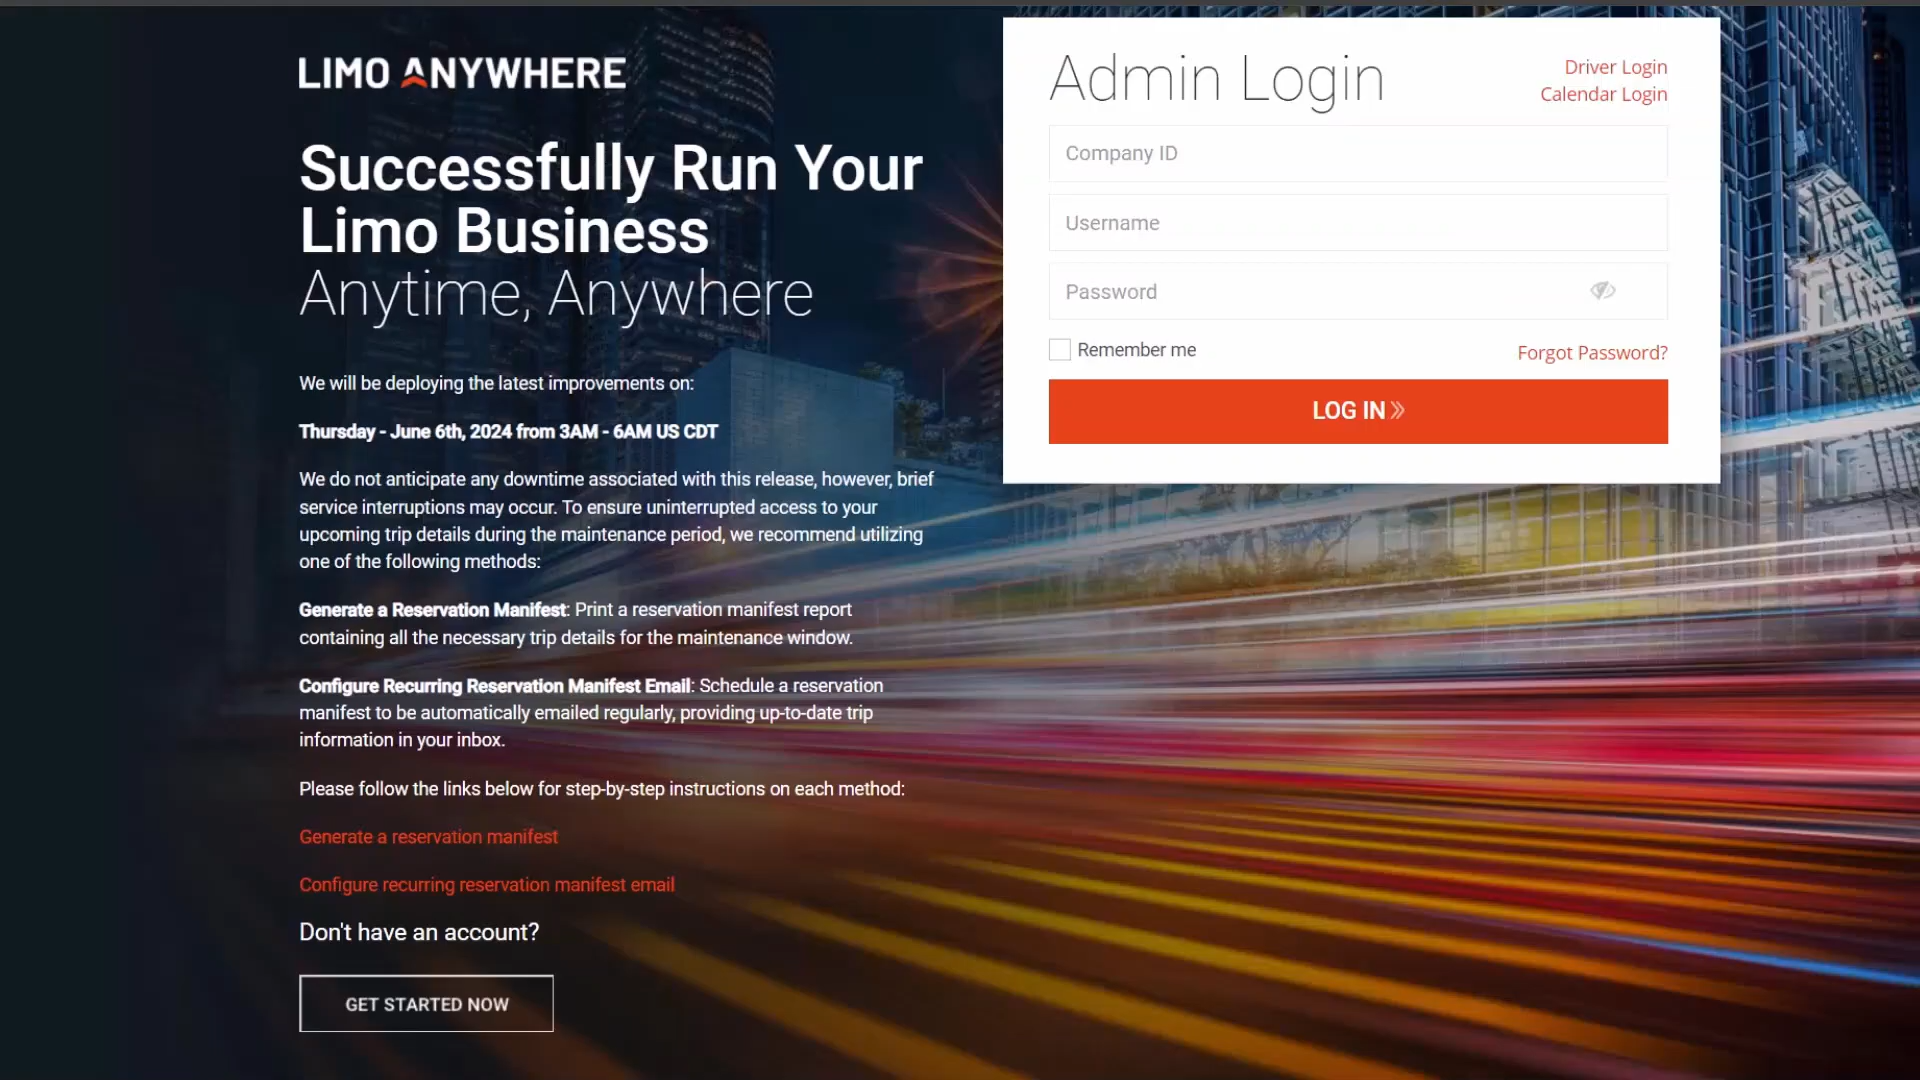 LIMO ANYWHERE
Successfully Run Your
Limo Business
Anytime, Anywhere
We will be deploying the latest improvements on:
Thursday - June 6th, 2024 from 3AM - 6AM US CDT
We do not anticipate any downtime associated with this release, however, brief
service interruptions may occur. To ensure uninterrupted access to your
upcoming trip details during the maintenance period, we recommend utilizing
one of the following methods:
Generate a Reservation Manifest: Print a reservation manifest report
containing all the necessary trip details for the maintenance window.
Configure Recurring Reservation Manifest Email: Schedule a reservation
manifest to be automatically emailed regularly, providing up-to-date trip
information in your inbox.
Please follow the links below for step-by-step instructions on each method:
Generate a reservation manifest
Configure recurring reservation manifest email
Don't have an account?
GET STARTED NOW
Admin Login
Driver Login
Calendar Login
Company ID
Username
Password
Remember me
Forgot Password?
LOG IN